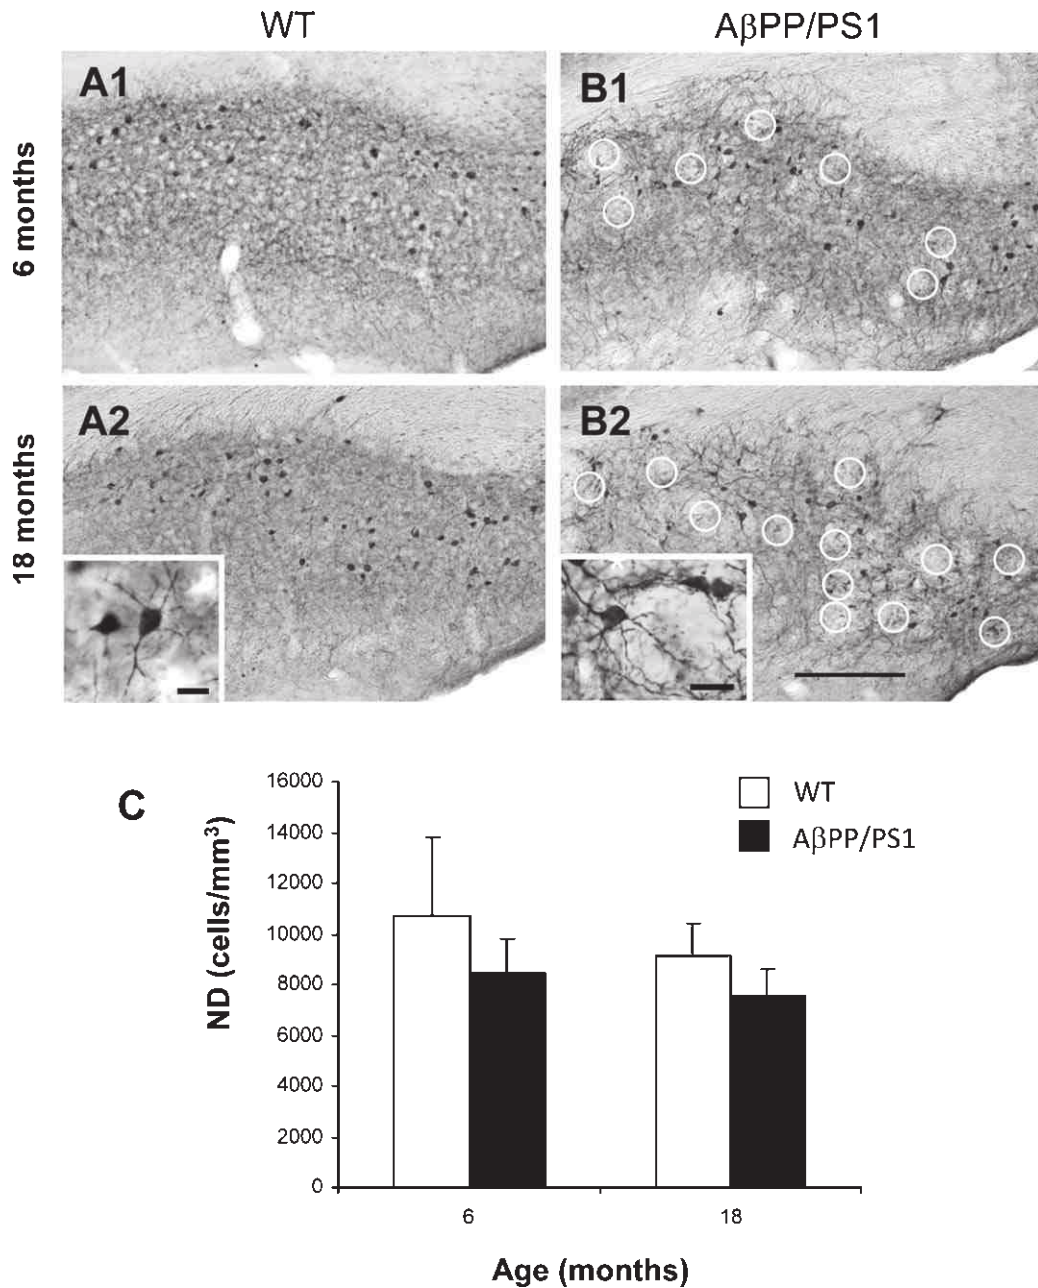 WT
AβPP/PS1
6 months
A1
B1
18 months
A2
B2
C
ND (cells/mm³)
16000
14000
12000
10000
8000
6000
4000
2000
0
WT
AβPP/PS1
6
18
Age (months)